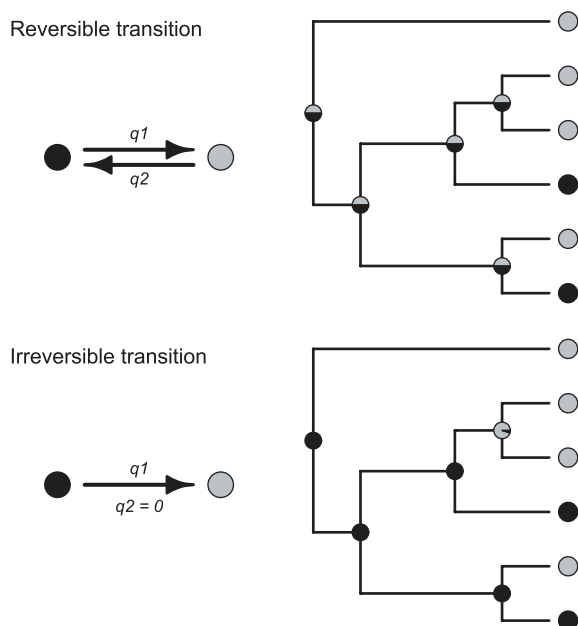 Reversible transition
q1
q2
Irreversible transition
q1
q2 = 0